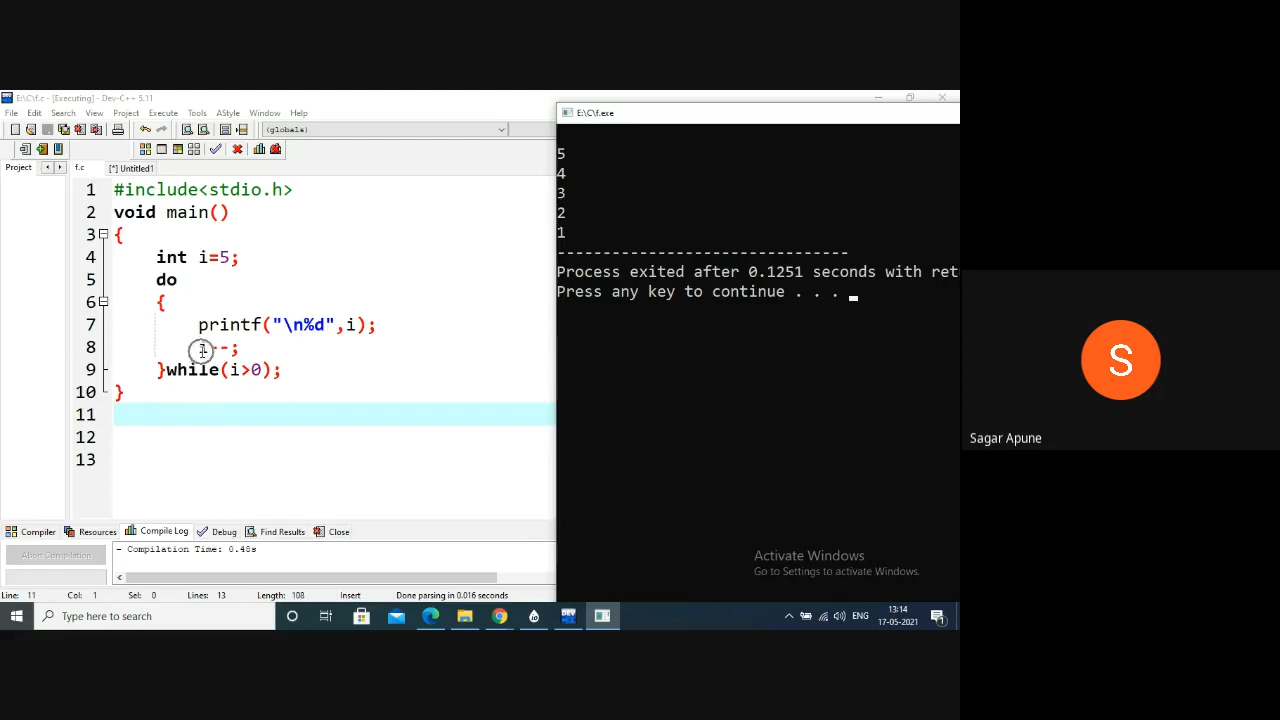 E:\C\f.c - [Executing] - Dev-C++ 5.11
File Edit Search View Project Execute Tools AStyle Window Help
(globals)
Project f.c [*] Untitled1
1 #include<stdio.h>
2 void main()
3 {
4 int i=5;
5 do
6 {
7 printf("\n%d",i);
8 i--;
9 }while(i>0);
10 }
11
12
13
Compiler Resources Compile Log Debug Find Results Close
Abort Compilation
- Compilation Time: 0.48s
Line: 11 Col: 1 Sel: 0 Lines: 13 Length: 108 Insert Done parsing in 0.016 seconds
E:\C\f.exe
5
4
3
2
1
--------------------------------
Process exited after 0.1251 seconds with ret
Press any key to continue . . .
Activate Windows
Go to Settings to activate Windows.
Type here to search
DEV
ENG
13:14
17-05-2021
1
S
Sagar Apune